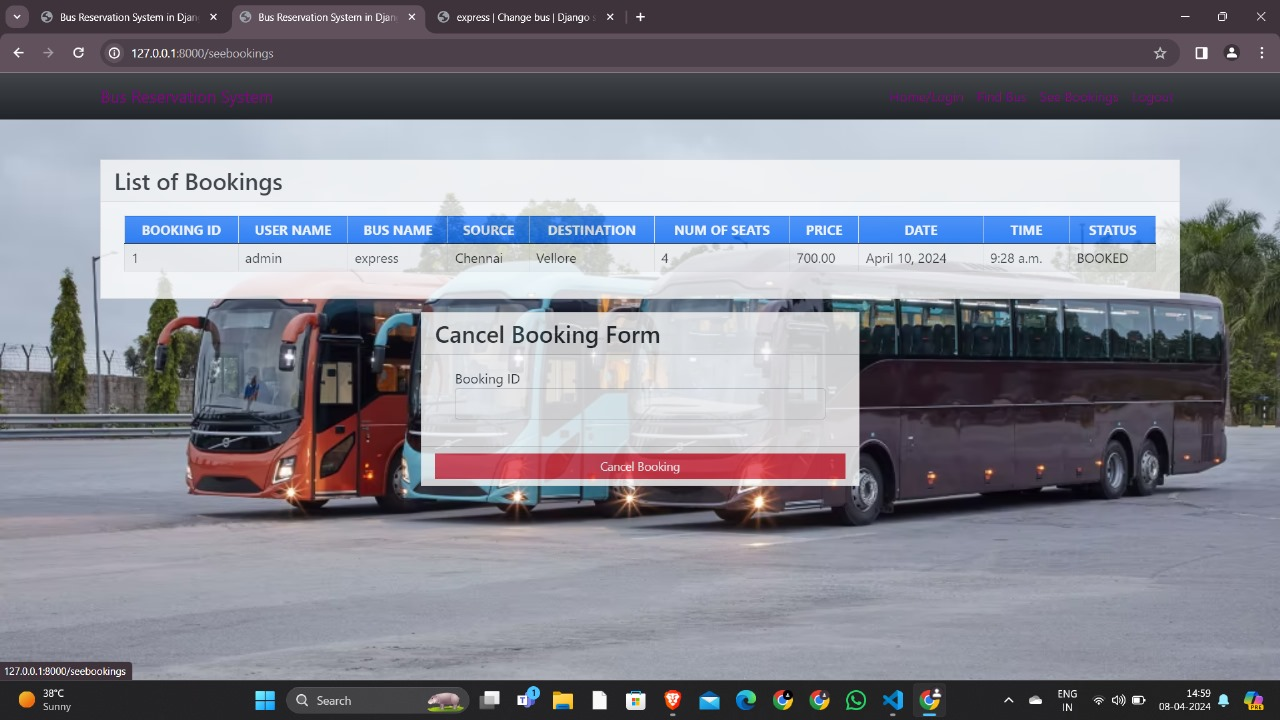 Bus Reservation System in Djan
Bus Reservation System in Djan
express | Change bus | Django s
127.0.0.1:8000/seebookings
Bus Reservation System
Home/Login Find Bus See Bookings Logout
List of Bookings
BOOKING ID USER NAME BUS NAME SOURCE DESTINATION NUM OF SEATS PRICE DATE TIME STATUS
1 admin express Chennai Vellore 4 700.00 April 10, 2024 9:28 a.m. BOOKED
Cancel Booking Form
Booking ID
Cancel Booking
127.0.0.1:8000/seebookings
38°C
Sunny
Search
1
ENG
IN
14:59
08-04-2024
PRE